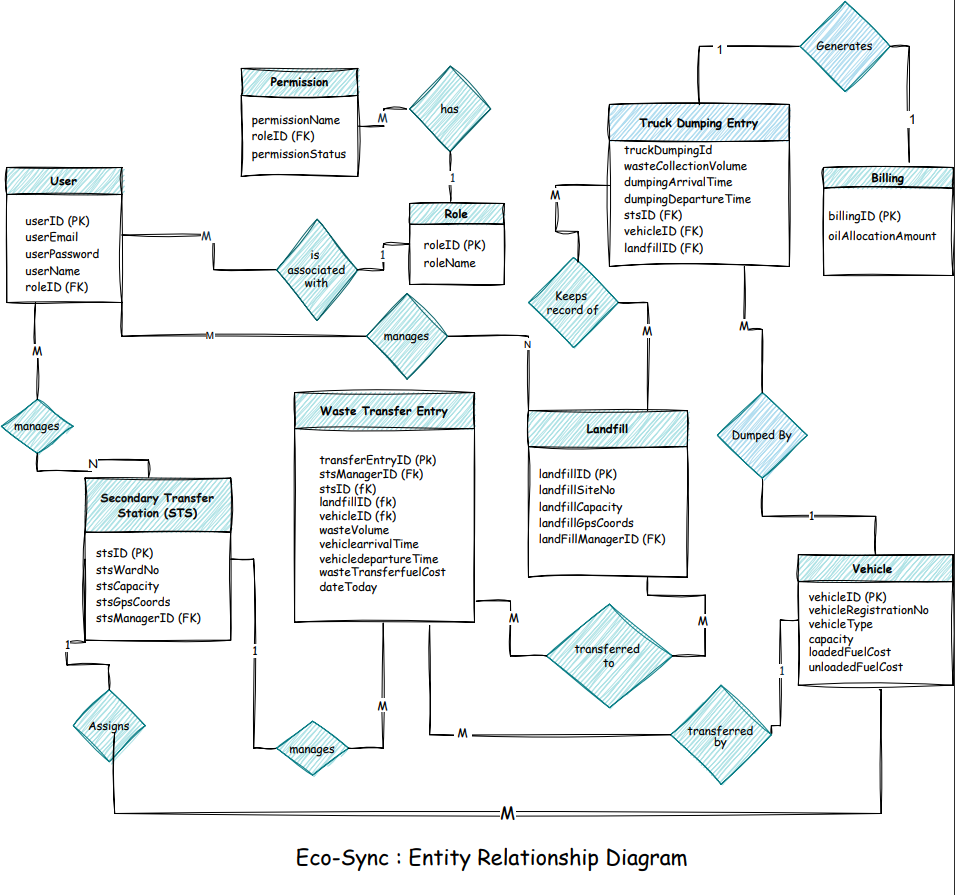 1
Generates
1
Permission
permissionName
roleID (FK)
permissionStatus
M
has
1
Truck Dumping Entry
truckDumpingId
wasteCollectionVolume
dumpingArrivalTime
dumpingDepartureTime
stsID (FK)
vehicleID (FK)
landfillID (FK)
Billing
billingID (PK)
oilAllocationAmount
User
userID (PK)
userEmail
userPassword
userName
roleID (FK)
M
is
associated
with
1
Role
roleID (PK)
roleName
M
Keeps
record of
M
M
manages
N
M
manages
N
M
Dumped By
1
Secondary Transfer
Station (STS)
stsID (PK)
stsWardNo
stsCapacity
stsGpsCoords
stsManagerID (FK)
Waste Transfer Entry
transferEntryID (Pk)
stsManagerID (Fk)
stsID (fK)
landfillID (fk)
vehicleID (fk)
wasteVolume
vehiclearrivalTime
vehicledepartureTime
wasteTransferfuelCost
dateToday
Landfill
landfillID (PK)
landfillSiteNo
landfillCapacity
landfillGpsCoords
landFillManagerID (FK)
Vehicle
vehicleID (PK)
vehicleRegistrationNo
vehicleType
capacity
loadedFuelCost
unloadedFuelCost
M
transferred
to
M
1
Assigns
1
manages
M
M
transferred
by
1
M
Eco-Sync : Entity Relationship Diagram